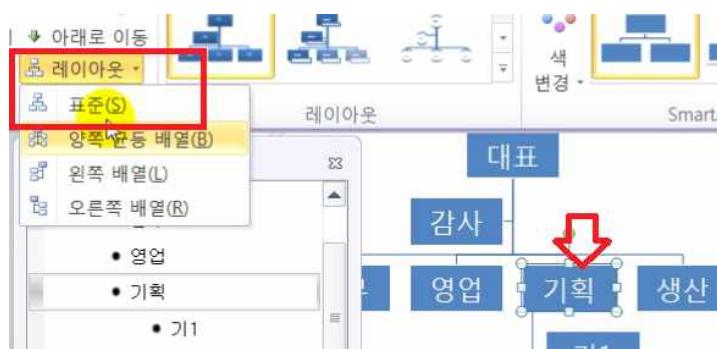 아래로 이동
레이아웃
색
변경
표준(S)
레이아웃
양쪽 균등 배열(B)
왼쪽 배열(L)
오른쪽 배열(R)
대표
감사
• 영업
• 기획
• 기1
영업
기획
생산